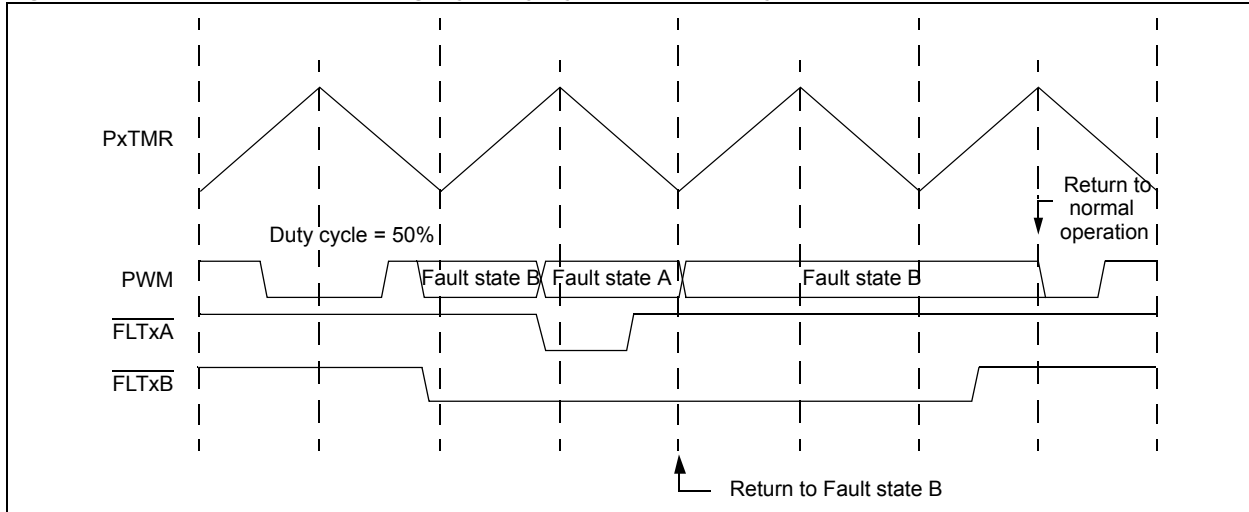 PxTMR
Return to
normal
operation
Duty cycle = 50%
PWM
Fault state B
Fault state A
Fault state B
FLTxA
FLTxB
Return to Fault state B